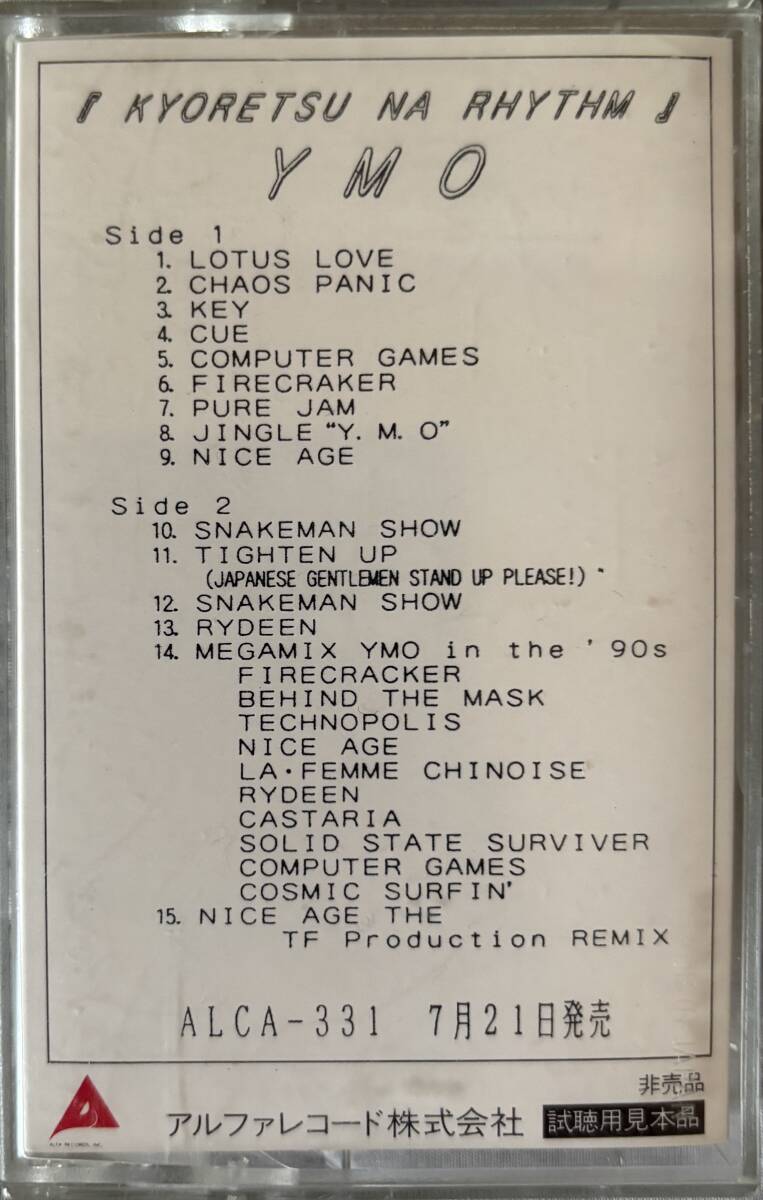 『 KYORETSU NA RHYTHM 』
YMO
Side 1
1. LOTUS LOVE
2. CHAOS PANIC
3. KEY
4. CUE
5. COMPUTER GAMES
6. FIRECRAKER
7. PURE JAM
8. JINGLE “Y. M. O”
9. NICE AGE
Side 2
10. SNAKEMAN SHOW
11. TIGHTEN UP
(JAPANESE GENTLEMEN STAND UP PLEASE!)
12. SNAKEMAN SHOW
13. RYDEEN
14. MEGAMIX YMO in the '90s
FIRECRACKER
BEHIND THE MASK
TECHNOPOLIS
NICE AGE
LA・FEMME CHINOISE
RYDEEN
CASTARIA
SOLID STATE SURVIVER
COMPUTER GAMES
COSMIC SURFIN'
15. NICE AGE THE
TF Production REMIX
ALCA-331 7月21日発売
非売品
アルファレコード株式会社 試聴用見本品
ALFA RECORDS, INC.